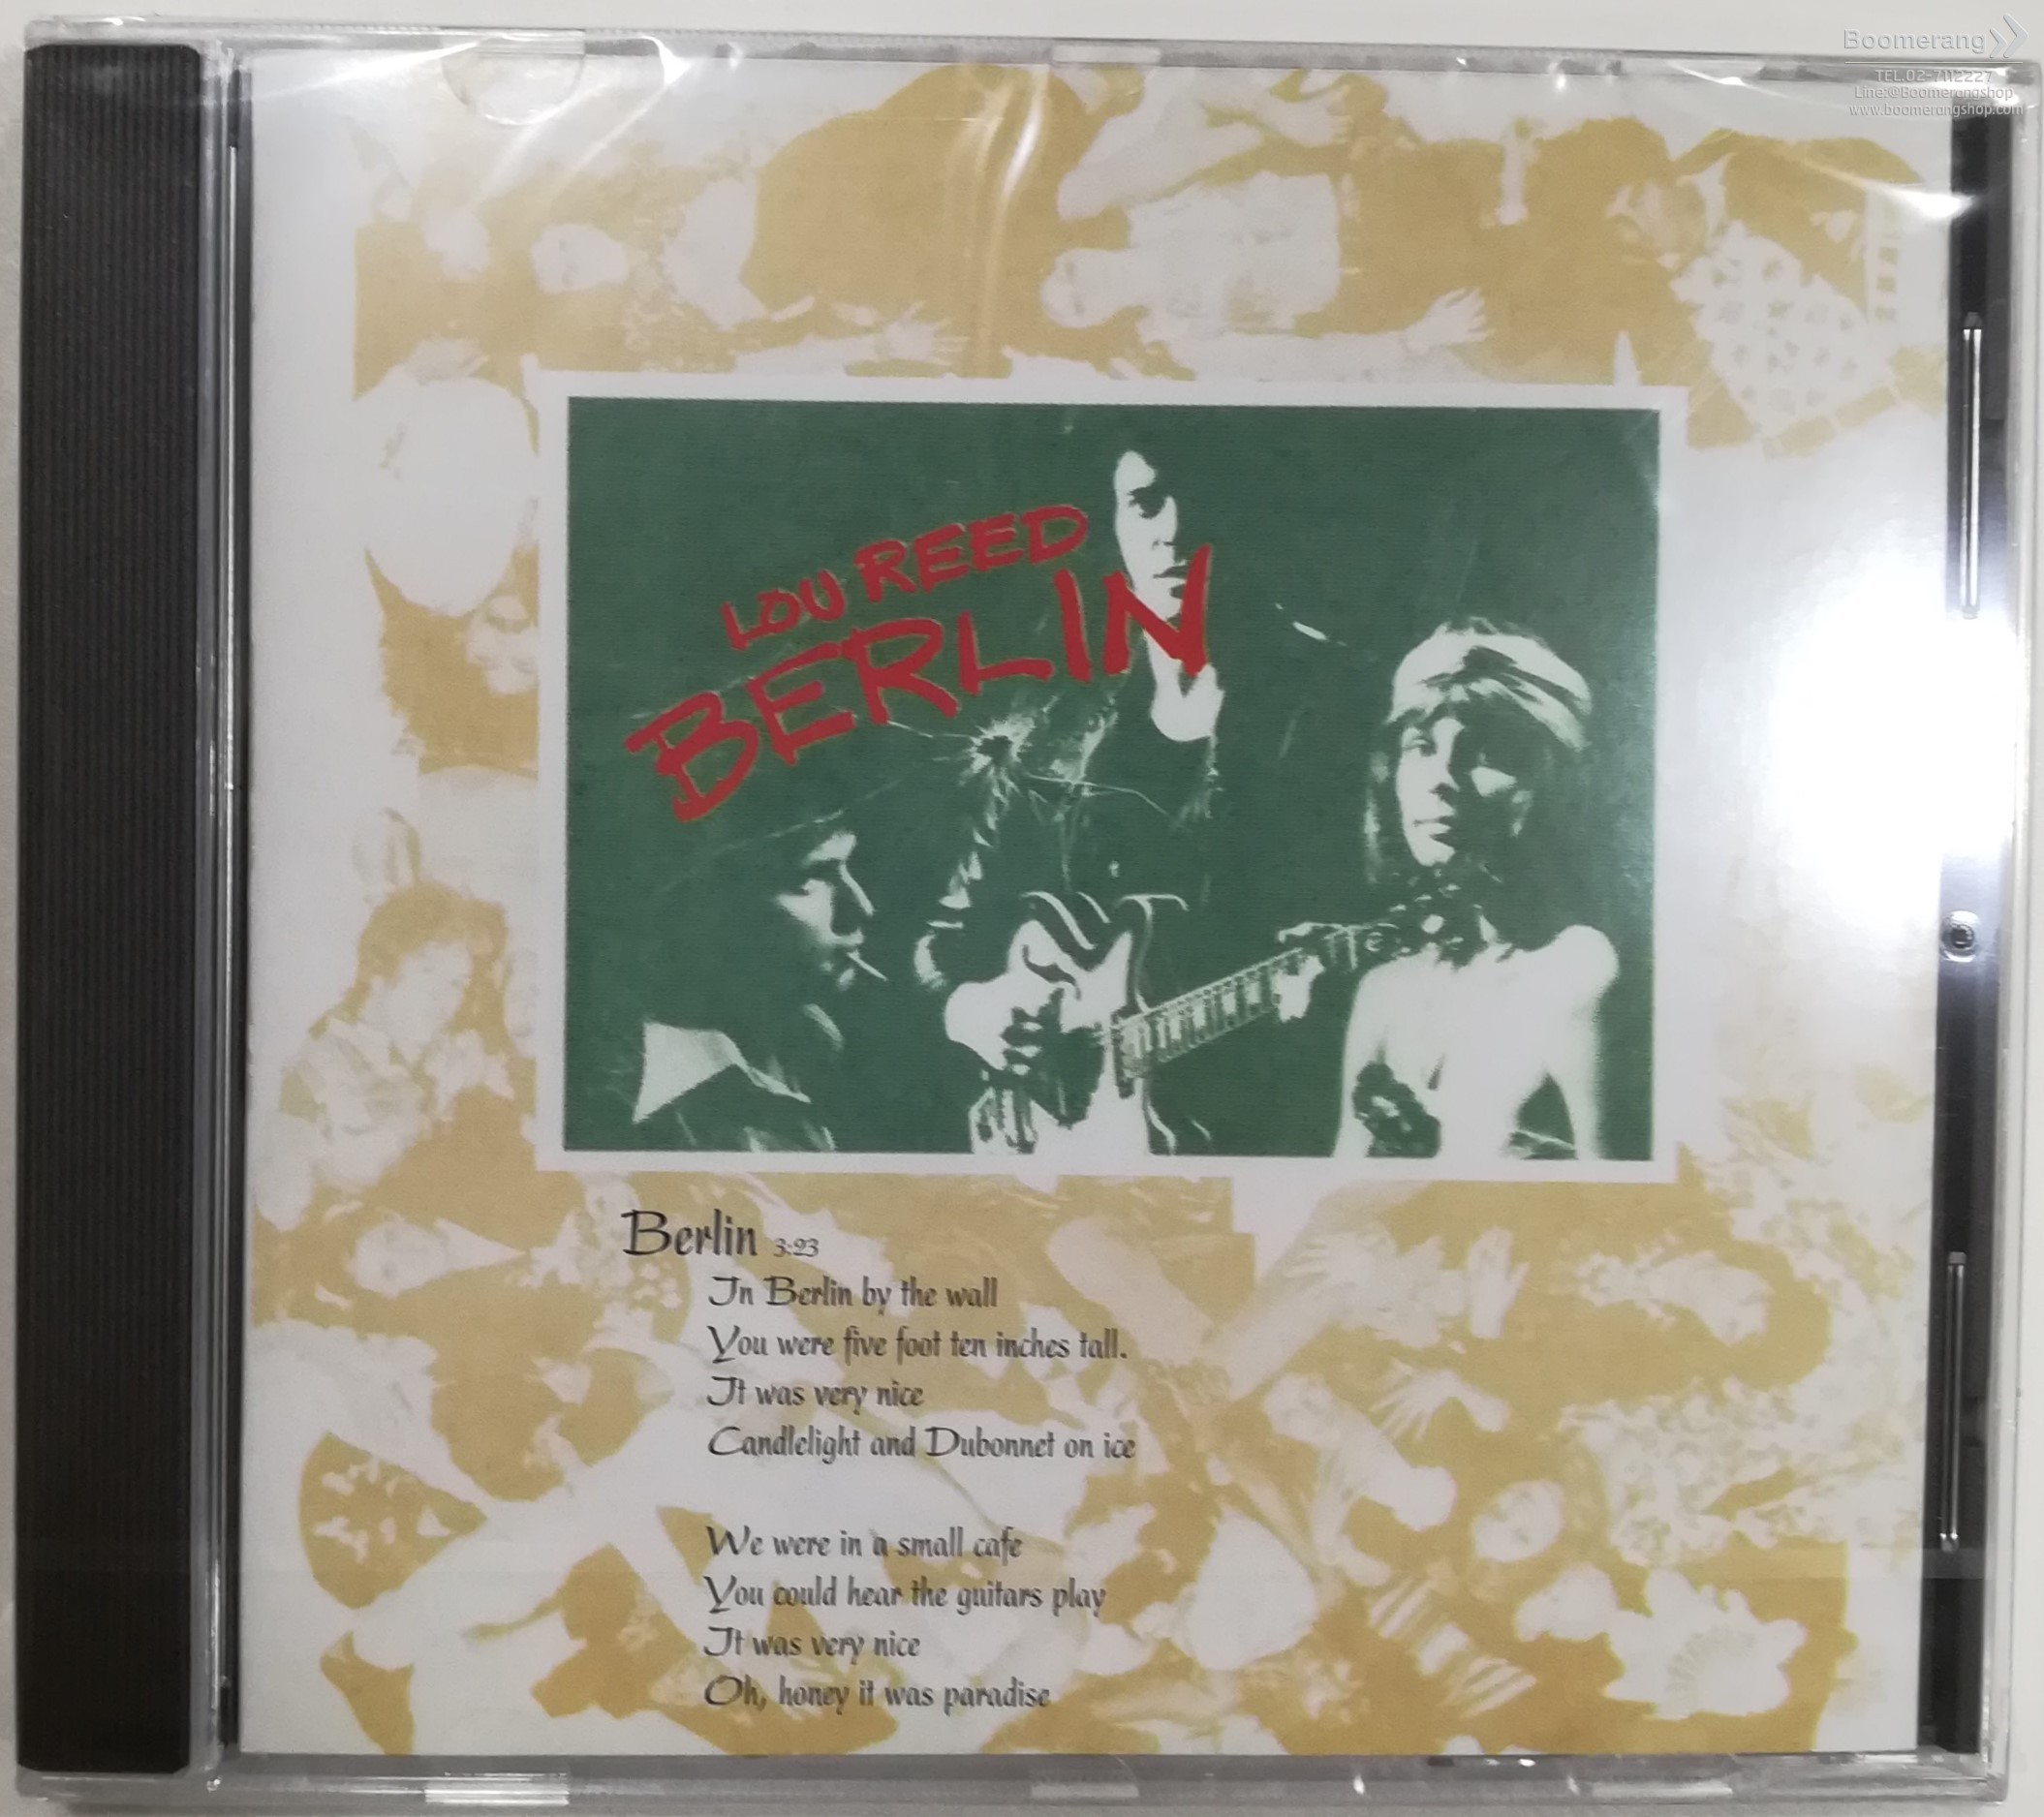 Boomerang
TEL.02-7112227
Line:@Boomerangshop
www.boomerangshop.com
LOU REED
BERLIN
Berlin 3:23
In Berlin by the wall
You were five foot ten inches tall.
It was very nice
Candlelight and Dubonnet on ice
We were in a small cafe
You could hear the guitars play
It was very nice
Oh, honey it was paradise